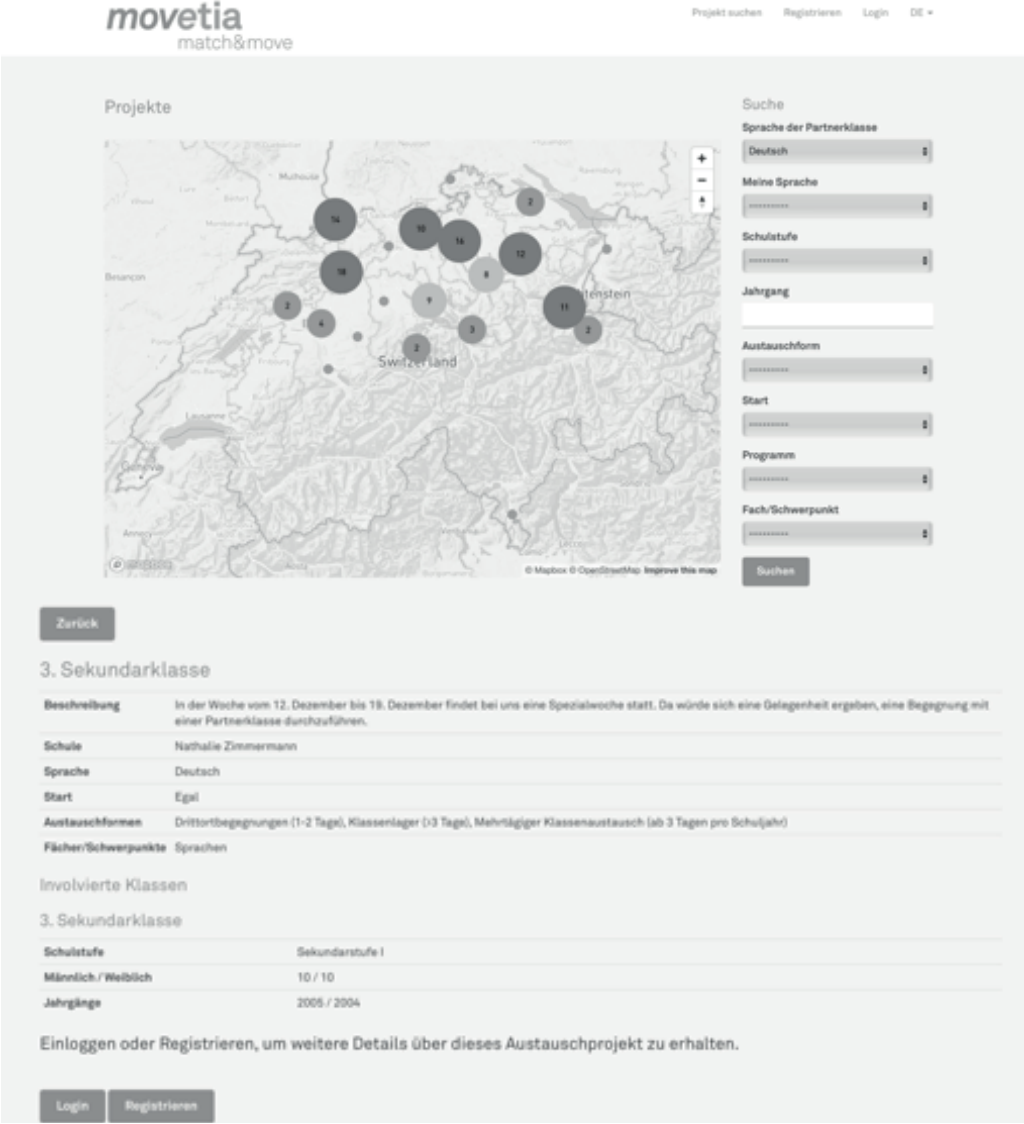 movetia
match&move
Projekt suchen Registrieren Login DE
Projekte
Suche
Sprache der Partnerklasse
Deutsch
Meine Sprache
---------
Schulstufe
---------
Jahrgang
Austauschform
---------
Start
---------
Programm
---------
Fach/Schwerpunkt
---------
Suchen
Mulhouse
Besançon
Lausanne
Geneva
Annecy
Lecco
Switzerland
14
10
16
2
12
18
8
9
2
4
3
2
11
2
+
−
mapbox
© Mapbox © OpenStreetMap Improve this map
Zurück
3. Sekundarklasse
Beschreibung In der Woche vom 12. Dezember bis 19. Dezember findet bei uns eine Spezialwoche statt. Da würde sich eine Gelegenheit ergeben, eine Begegnung mit
einer Partnerklasse durchzuführen.
Schule Nathalie Zimmermann
Sprache Deutsch
Start Egal
Austauschformen Drittortbegegnungen (1-2 Tage), Klassenlager (>3 Tage), Mehrtägiger Klassenaustausch (ab 3 Tagen pro Schuljahr)
Fächer/Schwerpunkte Sprachen
Involvierte Klassen
3. Sekundarklasse
Schulstufe Sekundarstufe I
Männlich / Weiblich 10 / 10
Jahrgänge 2005 / 2004
Einloggen oder Registrieren, um weitere Details über dieses Austauschprojekt zu erhalten.
Login Registrieren